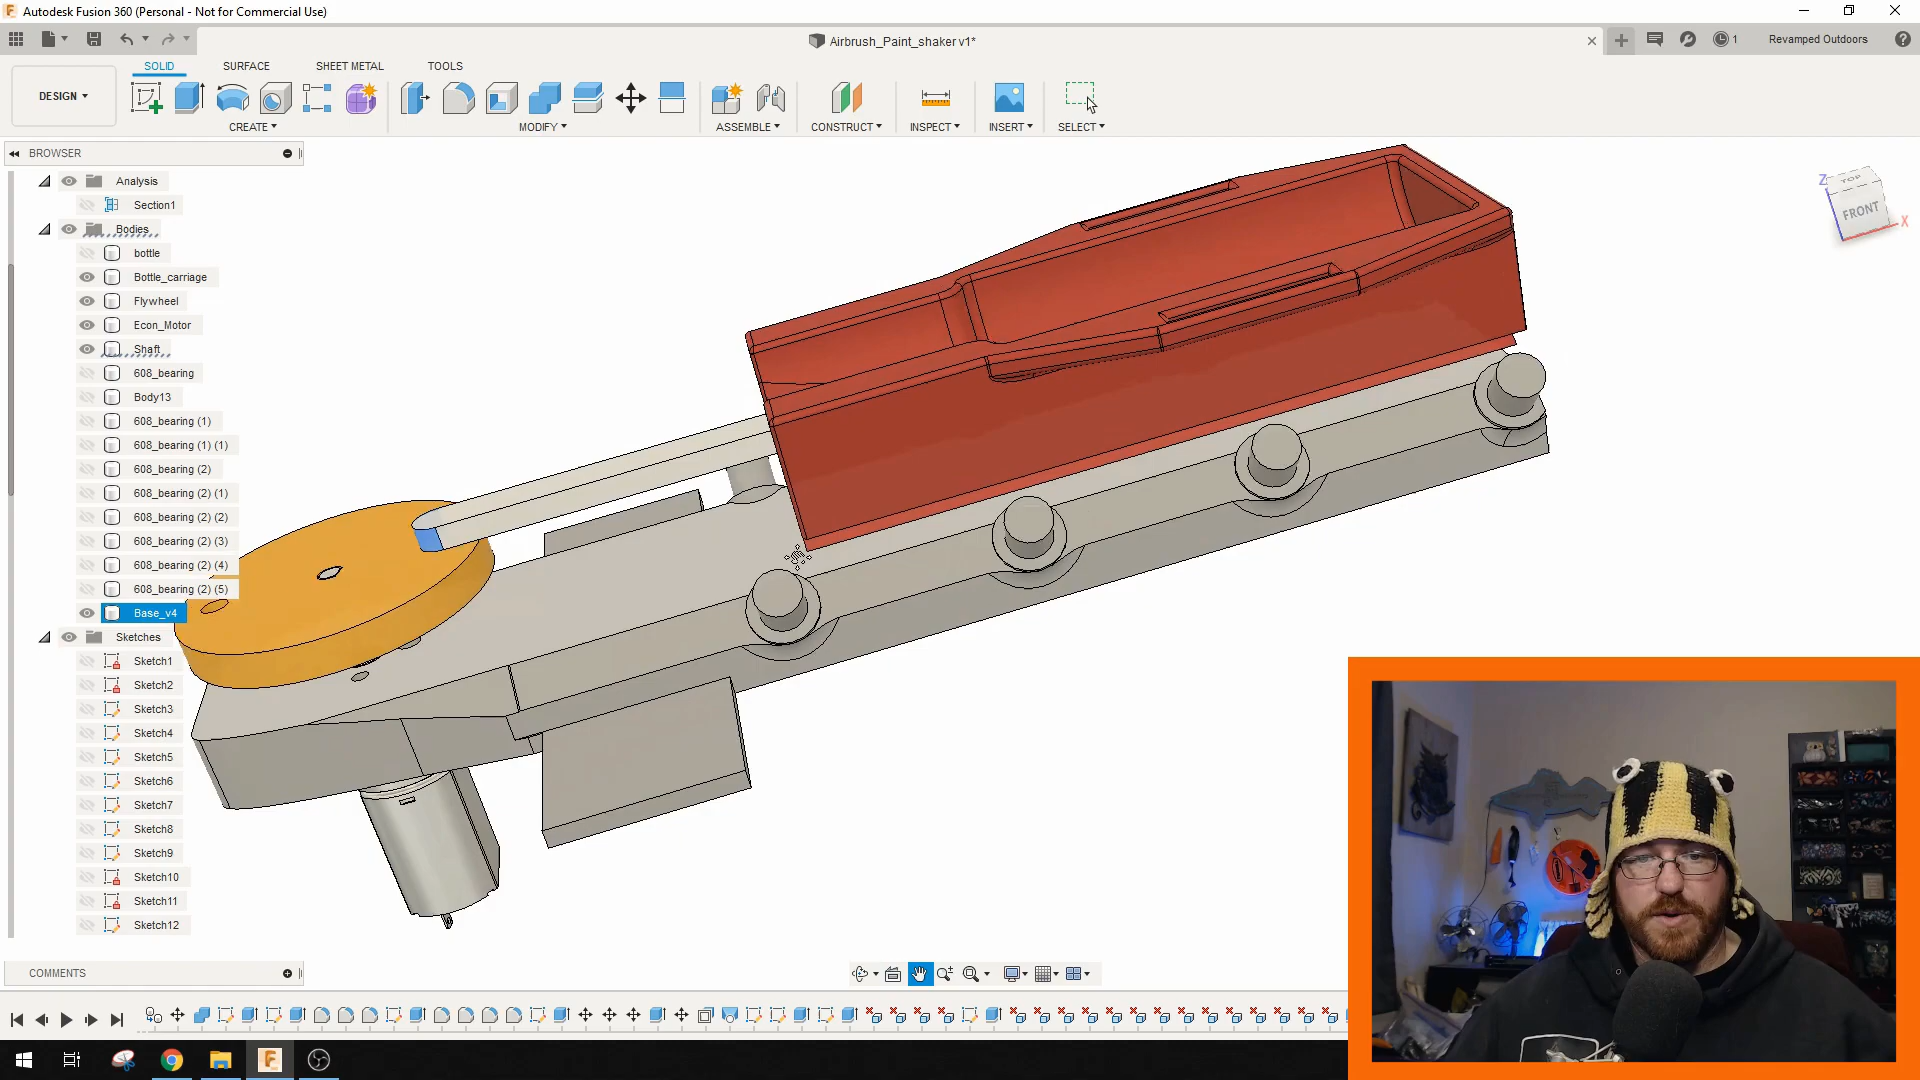 Autodesk Fusion 360 (Personal - Not for Commercial Use)
Airbrush_Paint_shaker v1*
1
Revamped Outdoors
DESIGN
SOLID
SURFACE
SHEET METAL
TOOLS
CREATE
MODIFY
ASSEMBLE
CONSTRUCT
INSPECT
INSERT
SELECT
BROWSER
Analysis
Section1
Bodies
bottle
Bottle_carriage
Flywheel
Econ_Motor
Shaft
608_bearing
Body13
608_bearing (1)
608_bearing (1) (1)
608_bearing (2)
608_bearing (2) (1)
608_bearing (2) (2)
608_bearing (2) (3)
608_bearing (2) (4)
608_bearing (2) (5)
Base_v4
Sketches
Sketch1
Sketch2
Sketch3
Sketch4
Sketch5
Sketch6
Sketch7
Sketch8
Sketch9
Sketch10
Sketch11
Sketch12
COMMENTS
Z
TOP
FRONT
X